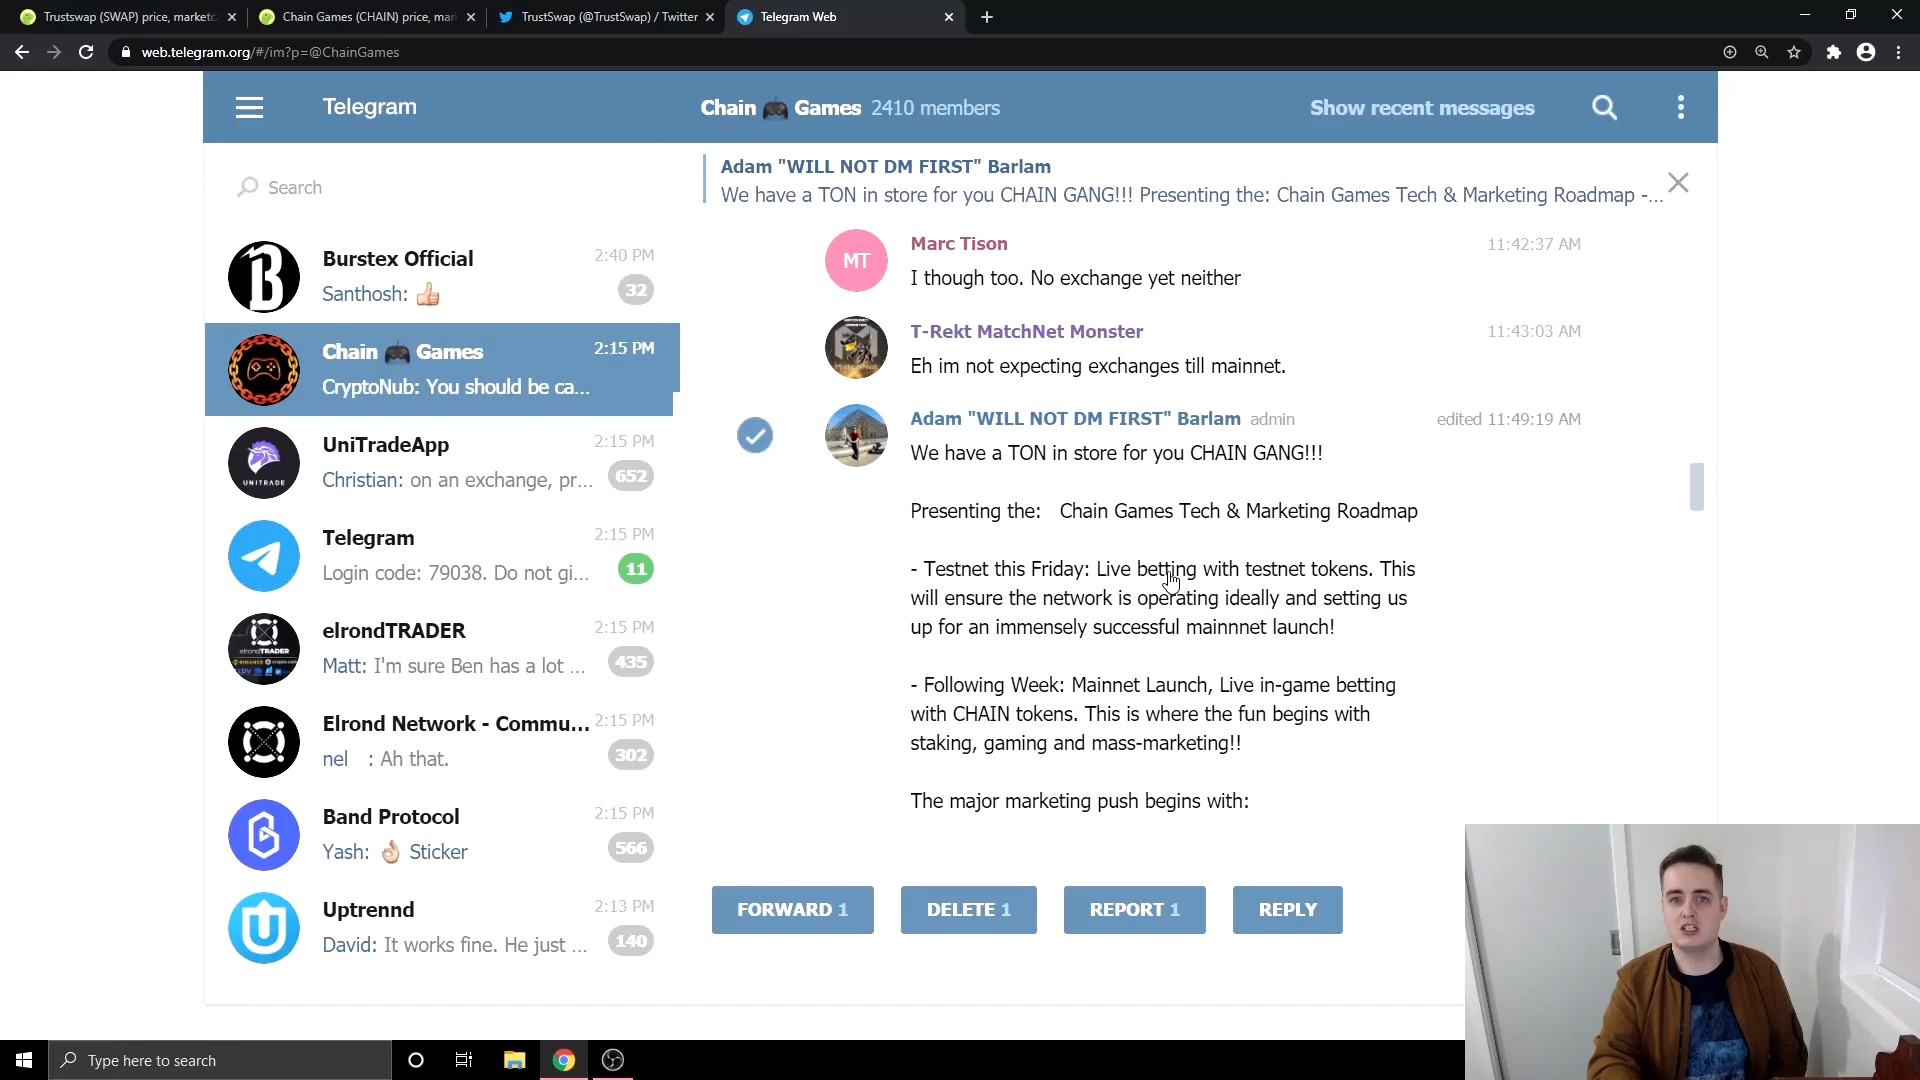 Trustswap (SWAP) price, marketc
Chain Games (CHAIN) price, mar
TrustSwap (@TrustSwap) / Twitter
Telegram Web
web.telegram.org/#/im?p=@ChainGames
Telegram
Chain 🎮 Games 2410 members
Show recent messages
Search
Burstex Official 2:40 PM
Santhosh: 👍 32
Chain 🎮 Games 2:15 PM
CryptoNub: You should be ca...
UniTradeApp 2:15 PM
Christian: on an exchange, pr... 652
UNITRADE
Telegram 2:15 PM
Login code: 79038. Do not gi... 11
elrondTRADER 2:15 PM
Matt: I'm sure Ben has a lot ... 435
Elrond Network - Commu... 2:15 PM
nel : Ah that. 302
Band Protocol 2:15 PM
Yash: 👌 Sticker 566
Uptrennd 2:13 PM
David: It works fine. He just ... 140
Adam "WILL NOT DM FIRST" Barlam
We have a TON in store for you CHAIN GANG!!! Presenting the: Chain Games Tech & Marketing Roadmap -...
MT
Marc Tison 11:42:37 AM
I though too. No exchange yet neither
T-Rekt MatchNet Monster 11:43:03 AM
Eh im not expecting exchanges till mainnet.
Adam "WILL NOT DM FIRST" Barlam admin edited 11:49:19 AM
We have a TON in store for you CHAIN GANG!!!
Presenting the: Chain Games Tech & Marketing Roadmap
- Testnet this Friday: Live betting with testnet tokens. This
will ensure the network is operating ideally and setting us
up for an immensely successful mainnnet launch!
- Following Week: Mainnet Launch, Live in-game betting
with CHAIN tokens. This is where the fun begins with
staking, gaming and mass-marketing!!
The major marketing push begins with:
FORWARD 1
DELETE 1
REPORT 1
REPLY
Type here to search